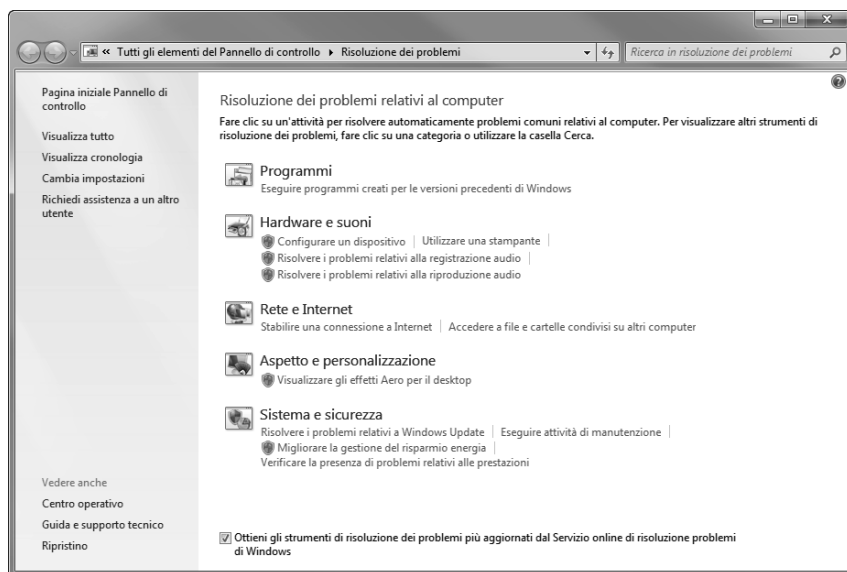 « Tutti gli elementi del Pannello di controllo ▸ Risoluzione dei problemi
Ricerca in risoluzione dei problemi
Pagina iniziale Pannello di
controllo
Visualizza tutto
Visualizza cronologia
Cambia impostazioni
Richiedi assistenza a un altro
utente
Risoluzione dei problemi relativi al computer
Fare clic su un'attività per risolvere automaticamente problemi comuni relativi al computer. Per visualizzare altri strumenti di
risoluzione dei problemi, fare clic su una categoria o utilizzare la casella Cerca.
Programmi
Eseguire programmi creati per le versioni precedenti di Windows
Hardware e suoni
Configurare un dispositivo | Utilizzare una stampante |
Risolvere i problemi relativi alla registrazione audio |
Risolvere i problemi relativi alla riproduzione audio
Rete e Internet
Stabilire una connessione a Internet | Accedere a file e cartelle condivisi su altri computer
Aspetto e personalizzazione
Visualizzare gli effetti Aero per il desktop
Sistema e sicurezza
Risolvere i problemi relativi a Windows Update | Eseguire attività di manutenzione |
Migliorare la gestione del risparmio energia |
Verificare la presenza di problemi relativi alle prestazioni
Vedere anche
Centro operativo
Guida e supporto tecnico
Ripristino
Ottieni gli strumenti di risoluzione dei problemi più aggiornati dal Servizio online di risoluzione problemi
di Windows